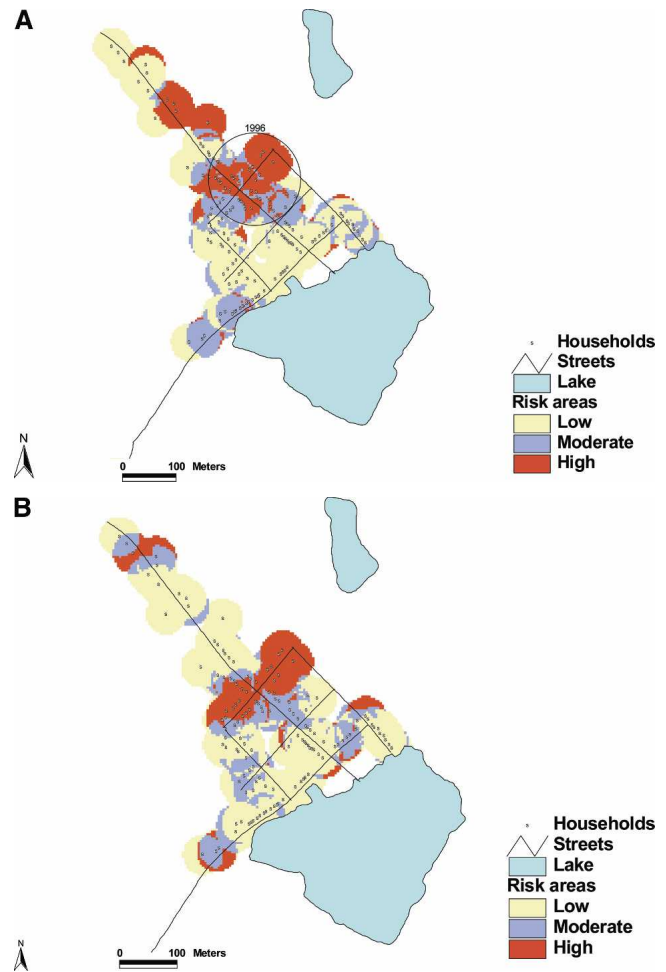 A
1996
Households
Streets
Lake
Risk areas
Low
Moderate
High
N
0 100 Meters
B
Households
Streets
Lake
Risk areas
Low
Moderate
High
N
0 100 Meters